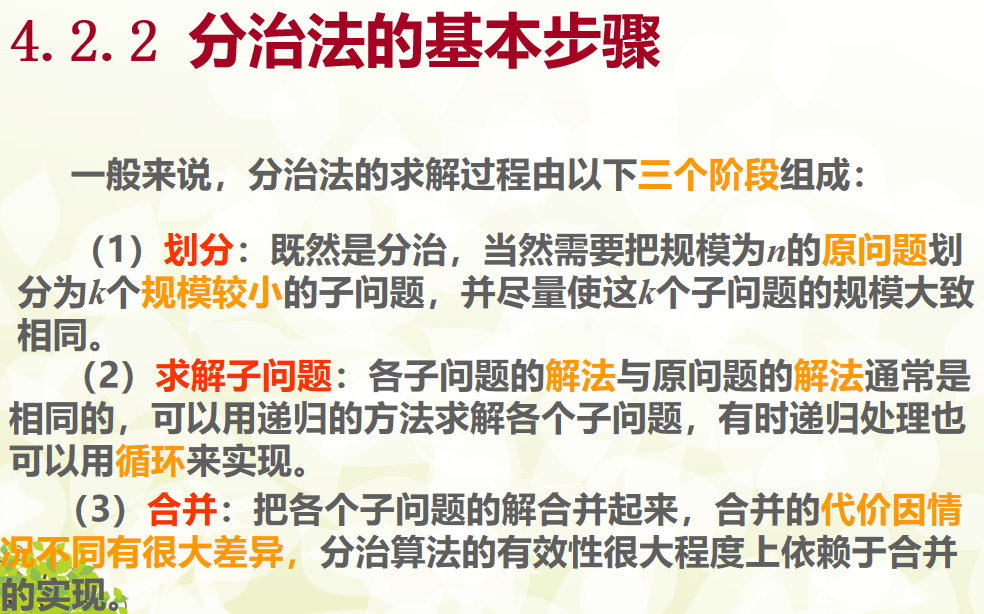 4.2.2 分治法的基本步骤
一般来说，分治法的求解过程由以下三个阶段组成：
（1）划分：既然是分治，当然需要把规模为n的原问题划
分为k个规模较小的子问题，并尽量使这k个子问题的规模大致
相同。
（2）求解子问题：各子问题的解法与原问题的解法通常是
相同的，可以用递归的方法求解各个子问题，有时递归处理也
可以用循环来实现。
（3）合并：把各个子问题的解合并起来，合并的代价因情
况不同有很大差异，分治算法的有效性很大程度上依赖于合并
的实现。